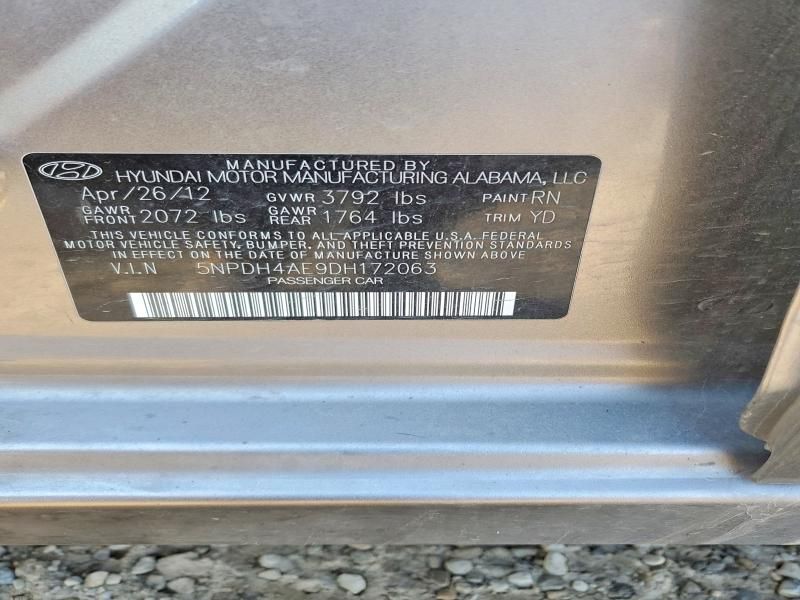 MANUFACTURED BY
HYUNDAI MOTOR MANUFACTURING ALABAMA, LLC
Apr/26/12 GVWR 3792 lbs PAINT RN
GAWR FRONT 2072 lbs GAWR REAR 1764 lbs TRIM YD
THIS VEHICLE CONFORMS TO ALL APPLICABLE U.S.A. FEDERAL
MOTOR VEHICLE SAFETY, BUMPER, AND THEFT PREVENTION STANDARDS
IN EFFECT ON THE DATE OF MANUFACTURE SHOWN ABOVE
V.I.N 5NPDH4AE9DH172063
PASSENGER CAR